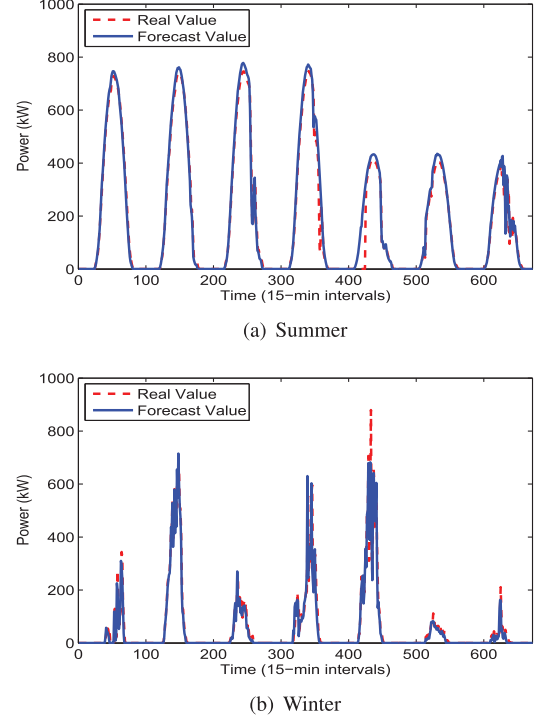 1000
Real Value
Forecast Value
800
600
400
200
0
Power (kW)
0 100 200 300 400 500 600
Time (15-min intervals)
(a) Summer
1000
Real Value
Forecast Value
800
600
400
200
0
Power (kW)
0 100 200 300 400 500 600
Time (15-min intervals)
(b) Winter